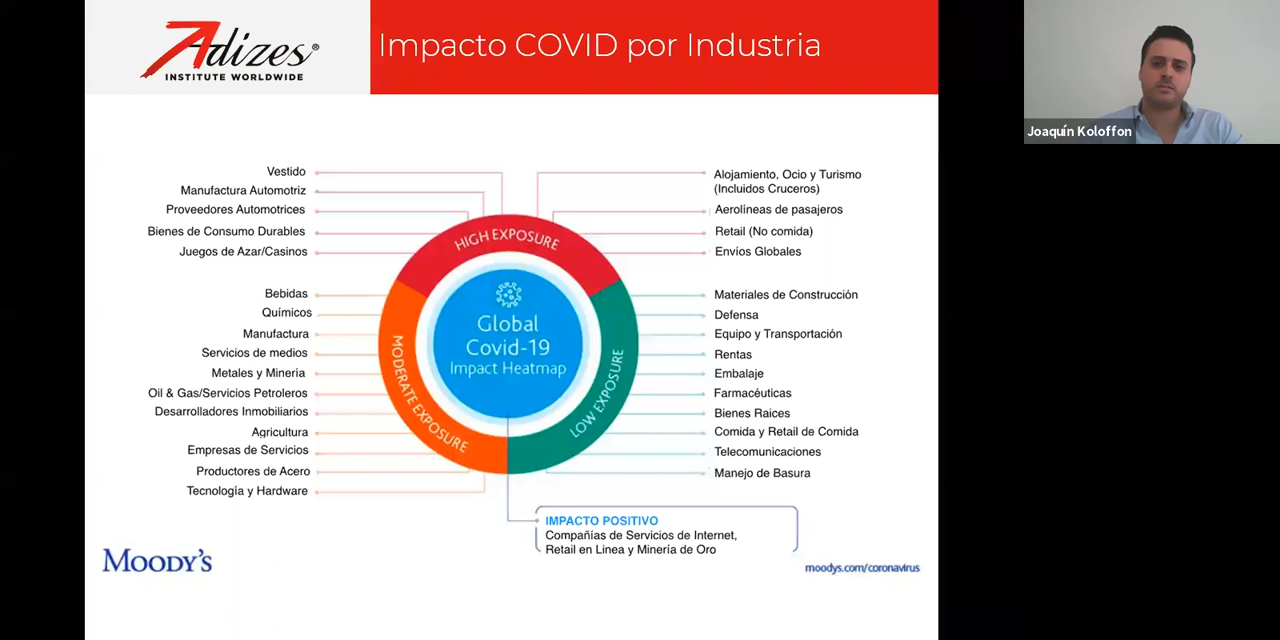 Adizes®
INSTITUTE WORLDWIDE
Impacto COVID por Industria
Joaquín Koloffon
Vestido
Manufactura Automotriz
Proveedores Automotrices
Bienes de Consumo Durables
Juegos de Azar/Casinos
Alojamiento, Ocio y Turismo
(Incluidos Cruceros)
Aerolíneas de pasajeros
Retail (No comida)
Envíos Globales
HIGH EXPOSURE
Bebidas
Químicos
Manufactura
Servicios de medios
Metales y Mineria
Oil & Gas/Servicios Petroleros
Desarrolladores Inmobiliarios
Agricultura
Empresas de Servicios
Productores de Acero
Tecnología y Hardware
MODERATE EXPOSURE
Global
Covid-19
Impact Heatmap
LOW EXPOSURE
Materiales de Construcción
Defensa
Equipo y Transportación
Rentas
Embalaje
Farmacéuticas
Bienes Raices
Comida y Retail de Comida
Telecomunicaciones
Manejo de Basura
IMPACTO POSITIVO
Compañías de Servicios de Internet,
Retail en Linea y Minería de Oro
MOODY'S
moodys.com/coronavirus